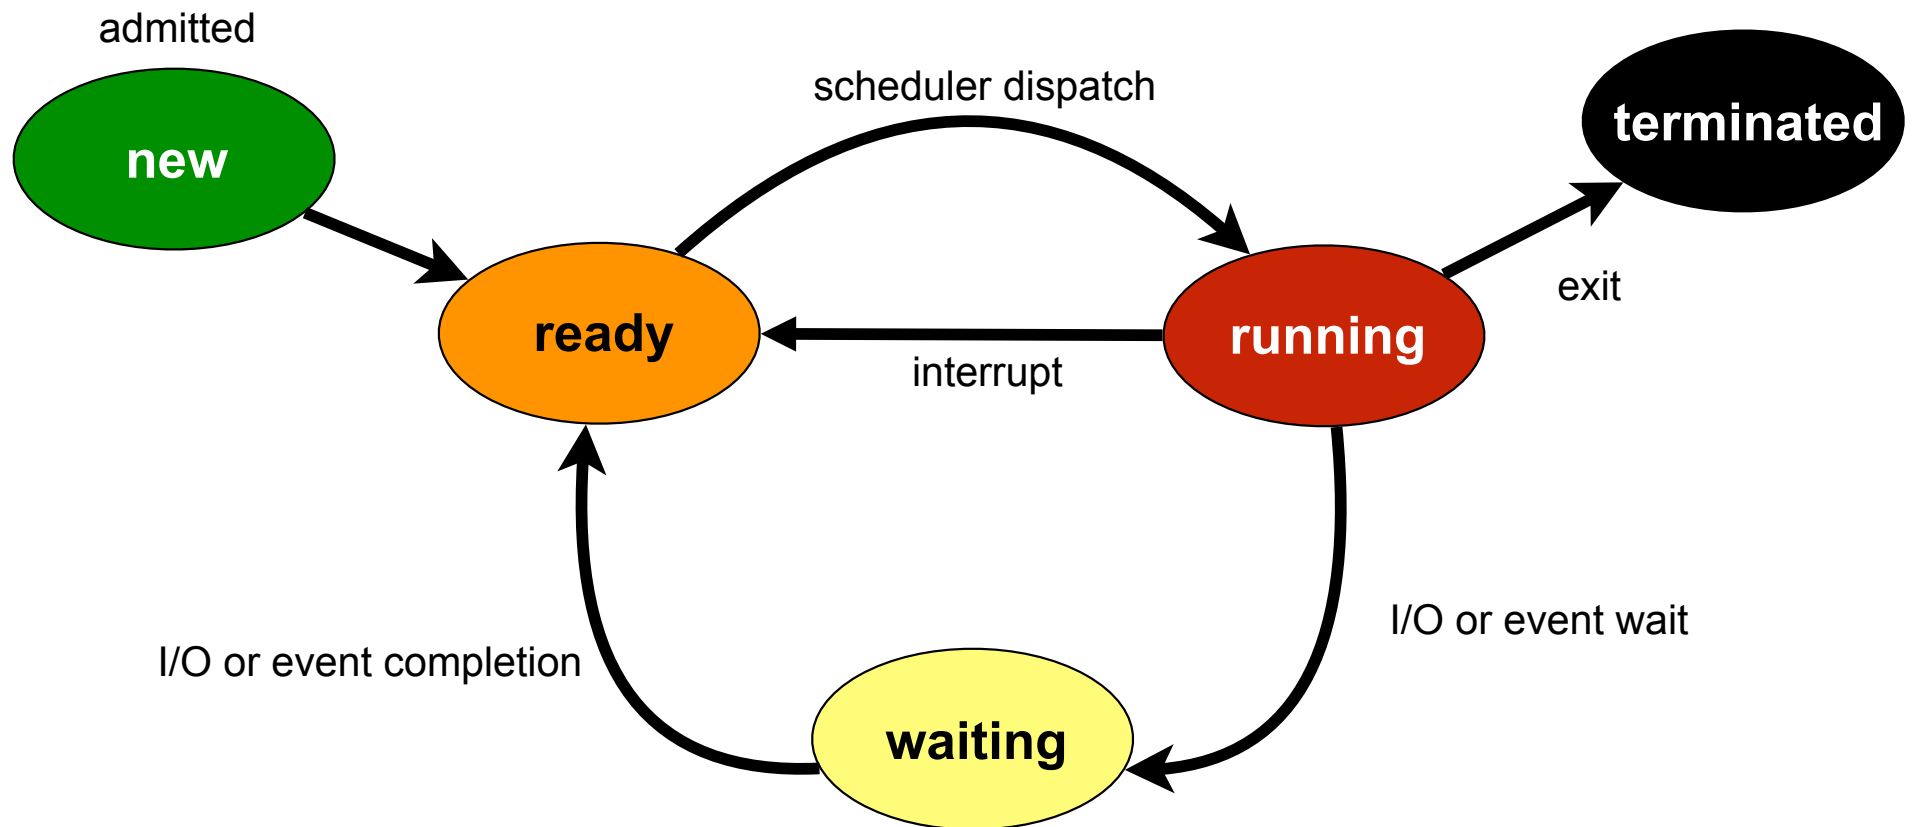 admitted
new
scheduler dispatch
terminated
exit
ready
running
interrupt
I/O or event completion
I/O or event wait
waiting